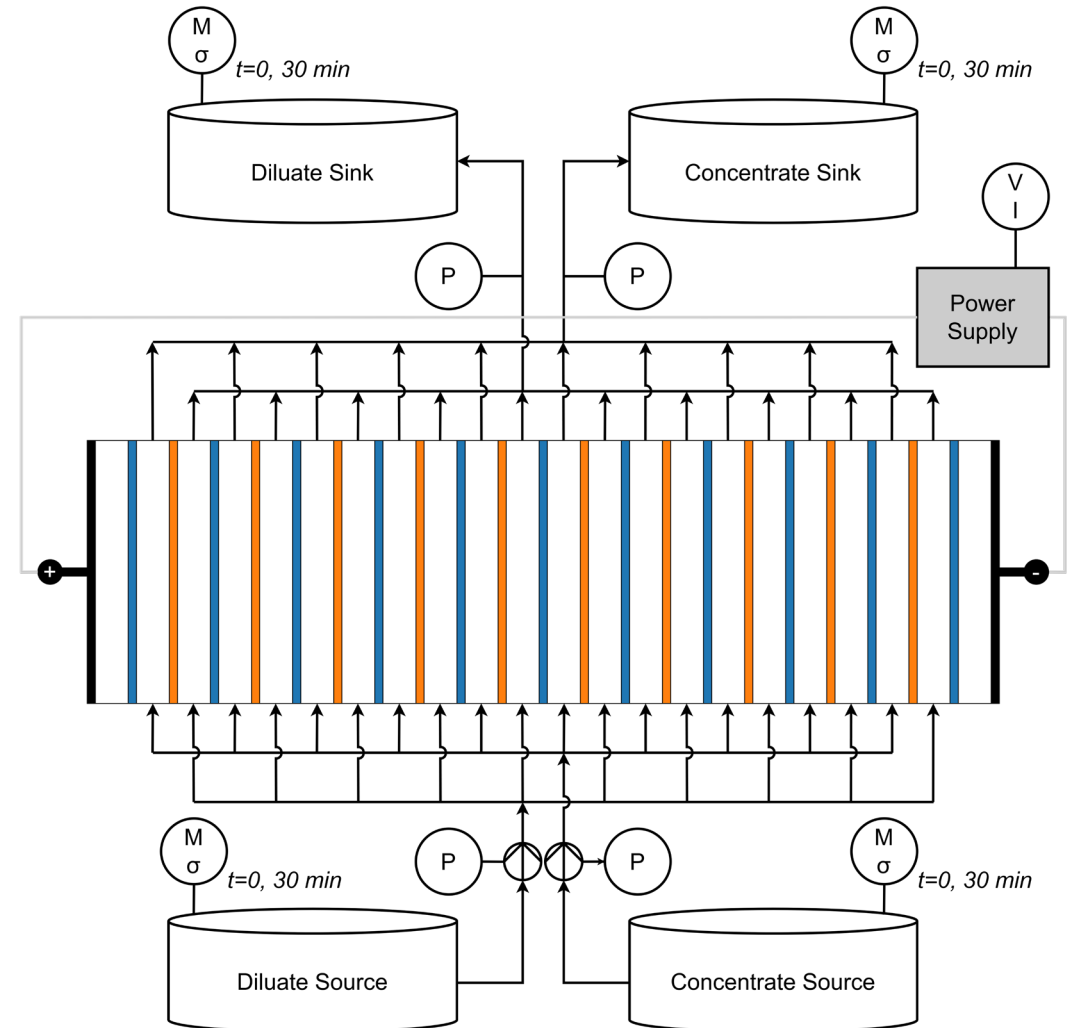 M
σ
t=0, 30 min
M
σ
t=0, 30 min
Diluate Sink
Concentrate Sink
V
I
P
P
Power
Supply
+
-
M
σ
t=0, 30 min
P
P
M
σ
t=0, 30 min
Diluate Source
Concentrate Source